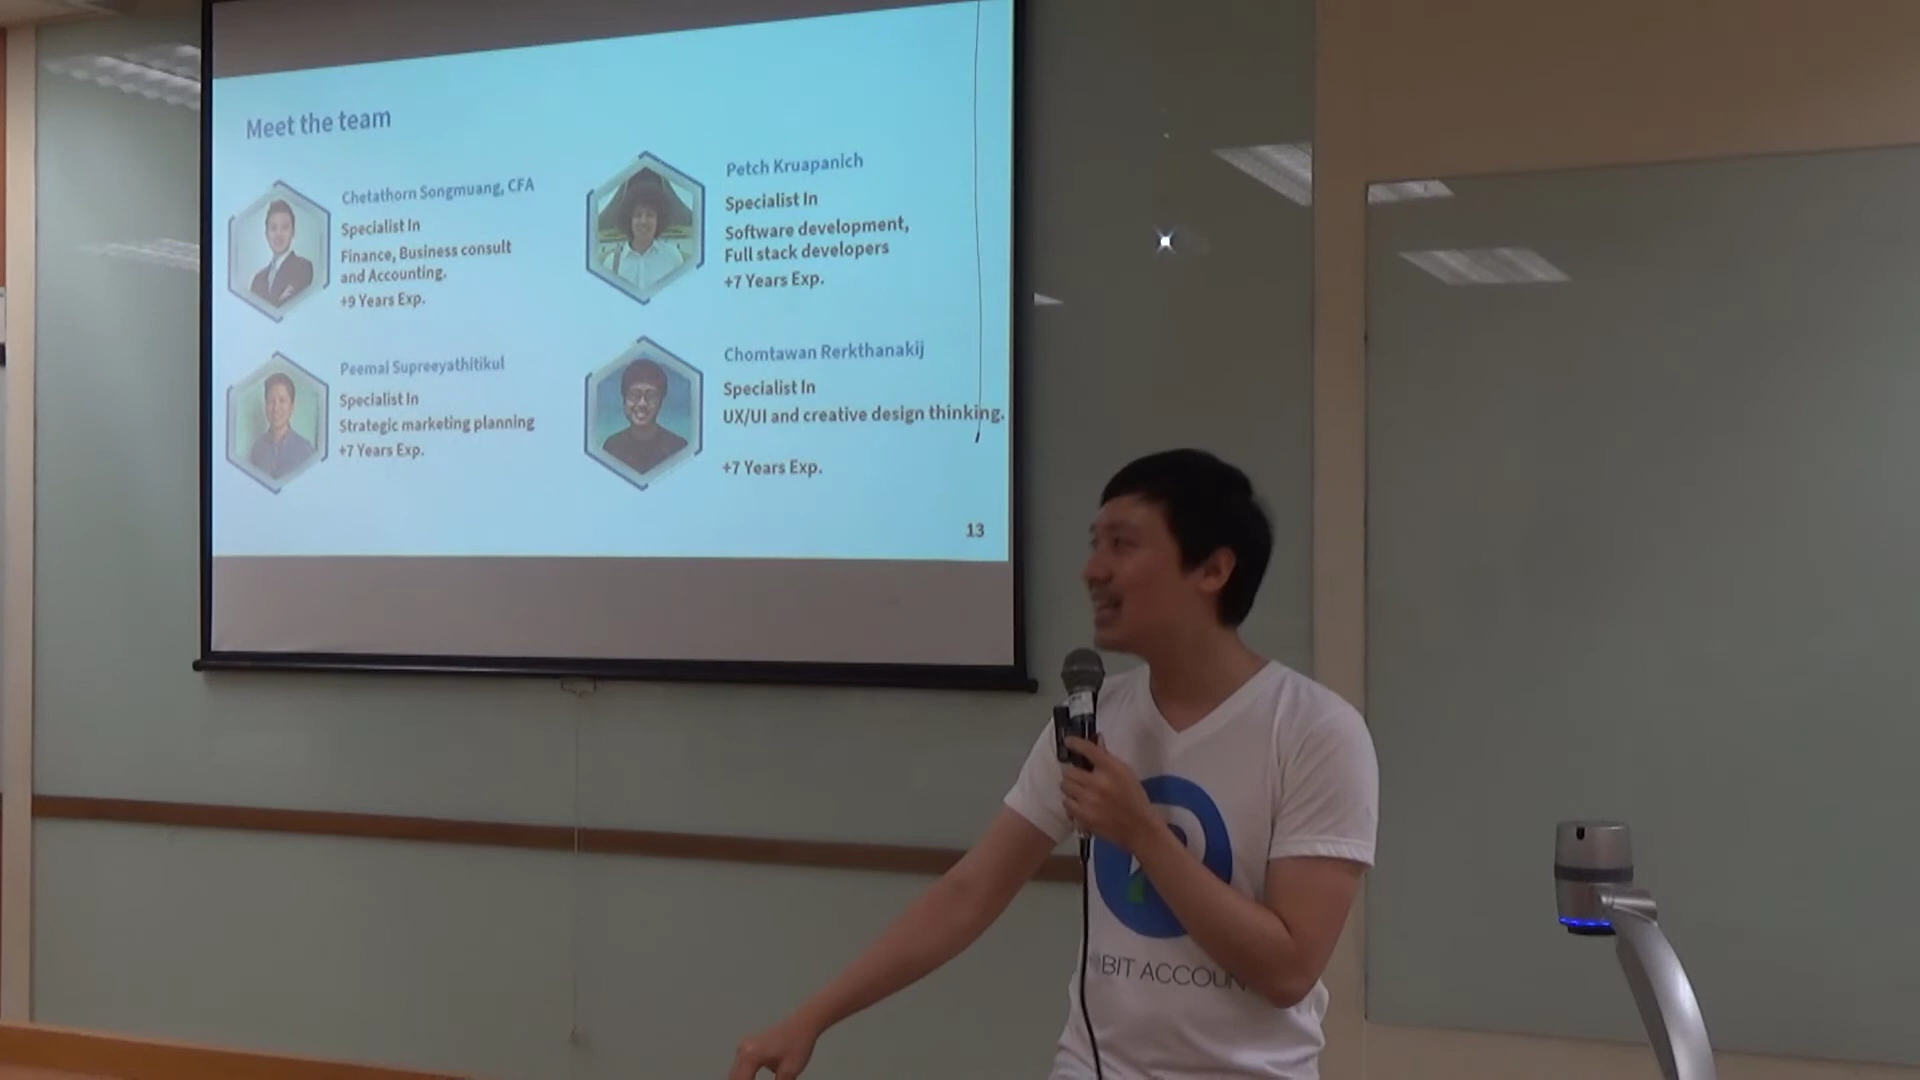 Meet the team
Chetathorn Songmuang, CFA
Specialist In
Finance, Business consult
and Accounting.
+9 Years Exp.
Petch Kruapanich
Specialist In
Software development,
Full stack developers
+7 Years Exp.
Peemai Supreeyathitikul
Specialist In
Strategic marketing planning
+7 Years Exp.
Chomtawan Rerkthanakij
Specialist In
UX/UI and creative design thinking.
+7 Years Exp.
13
BIT ACCOUN